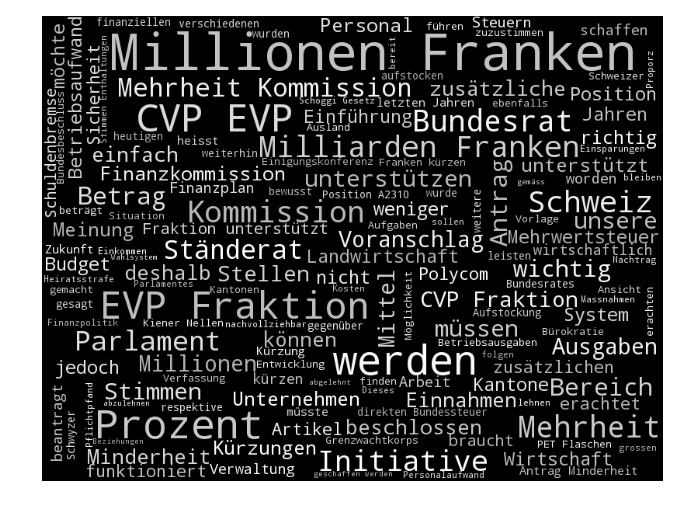 finanziellen verschiedenen
Personal führen Steuern
wurden zuzustimmen schaffen
Millionen Franken
bereit
Proporz
aufstocken Schweizer
Mehrheit Kommission zusätzliche Position
möchte
Betriebsaufwand
Sicherheit
Stimmen Enthaltungen
Bundesbeschluss
Schuldenbremse
Schoggi Gesetz letzten Jahren ebenfalls
CVP EVP Einführung Bundesrat Jahren
heutigen heisst Ausland richtig
einfach weiterhin Milliarden Franken Einsparungen
Einigungskonferenz Franken kürzen
Finanzkommission unterstützen unterstützt
Antrag
Betrag Finanzplan bewusst Position A2310 wurde gemäss worden bleiben
weitere
beträgt Situation Kommission weniger Schweiz
Aufgaben sollen Vorlage
Meinung Fraktion unterstützt Voranschlag unsere
Zukunft Einkommen Ständerat Landwirtschaft leisten Mehrwertsteuer
Wahlsystem wirtschaftlich Nachtrag
Budget deshalb Stellen nicht Polycom wichtig
Heiratsstrafe Parlamentes Bundesrates Ansicht
gemacht Kantonen Kosten Massnahmen
gesagt EVP Fraktion Mittel CVP Fraktion System
Möglichkeit
Aufstockung
erachten
Finanzpolitik Kiener Nellen nachvollziehbar gegenüber müssen Bürokratie
Parlament können Betriebsausgaben Ausgaben
Kürzung werden folgen
jedoch Millionen Entwicklung zusätzlichen
Verfassung kürzen abgelehnt finden Arbeit Kantone Bereich
Dieses
Stimmen Unternehmen Einnahmen lehnen erachtet
beantragt
schwyzer
Pflichtpfand
abzulehnen respektive müsste direkten Bundessteuer
Prozent Artikel beschlossen Mehrheit
Beziehungen Grenzwachtkorps braucht PET Flaschen grossen
Minderheit Kürzungen Initiative Wirtschaft
funktioniert Verwaltung geschaffen werden Personalaufwand Antrag Minderheit